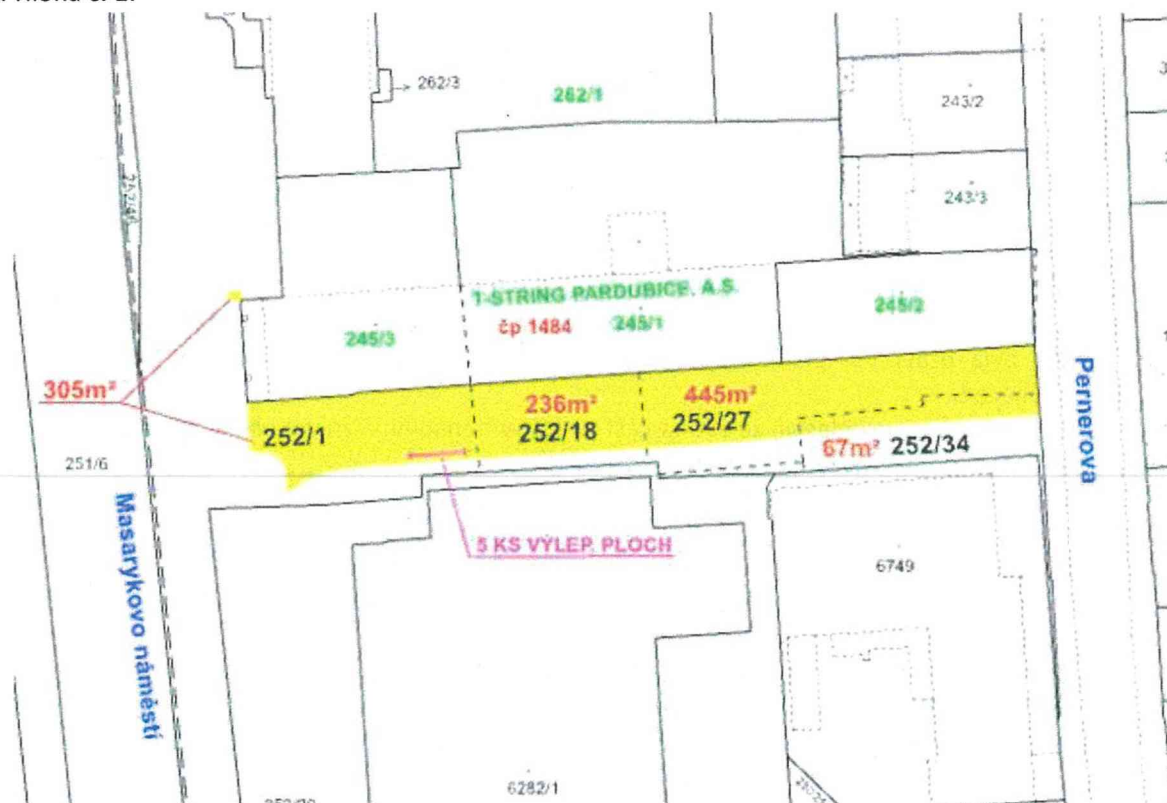 262/3
262/1
243/2
243/3
T-STRING PARDUBICE, A.S.
245/3
čp 1484
245/1
245/2
305m²
236m²
445m²
252/1
252/18
252/27
67m² 252/34
251/6
Pernerova
Masarykovo náměstí
5 KS VÝLEP. PLOCH
6749
6282/1